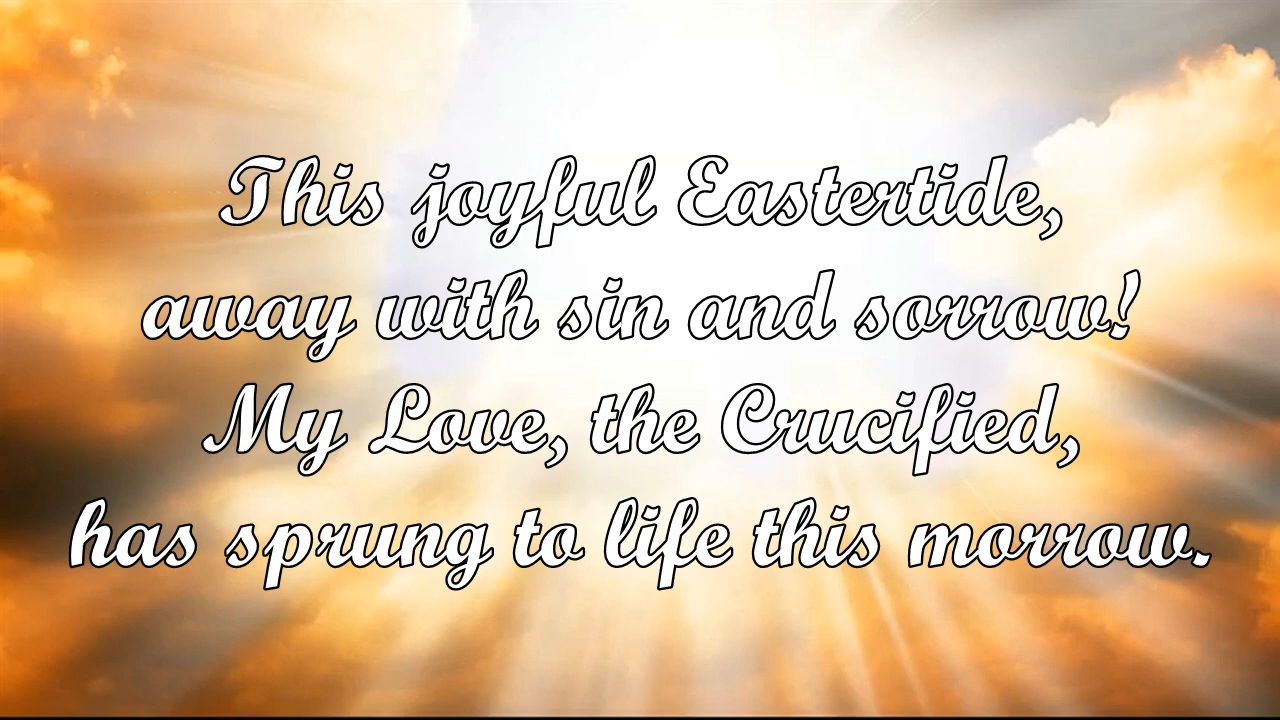 This joyful Eastertide,
away with sin and sorrow!
My Love, the Crucified,
has sprung to life this morrow.